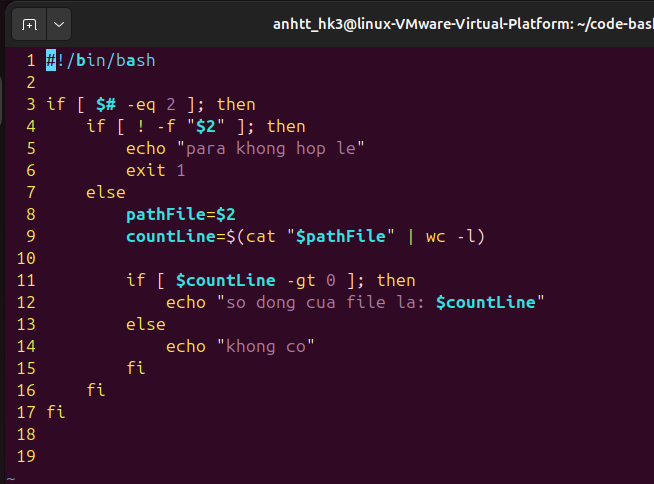 anhtt_hk3@linux-VMware-Virtual-Platform: ~/code-bas
1 #!/bin/bash
2
3 if [ $# -eq 2 ]; then
4     if [ ! -f "$2" ]; then
5         echo "para khong hop le"
6         exit 1
7     else
8         pathFile=$2
9         countLine=$(cat "$pathFile" | wc -l)
10
11         if [ $countLine -gt 0 ]; then
12             echo "so dong cua file la: $countLine"
13         else
14             echo "khong co"
15         fi
16     fi
17 fi
18
19
~